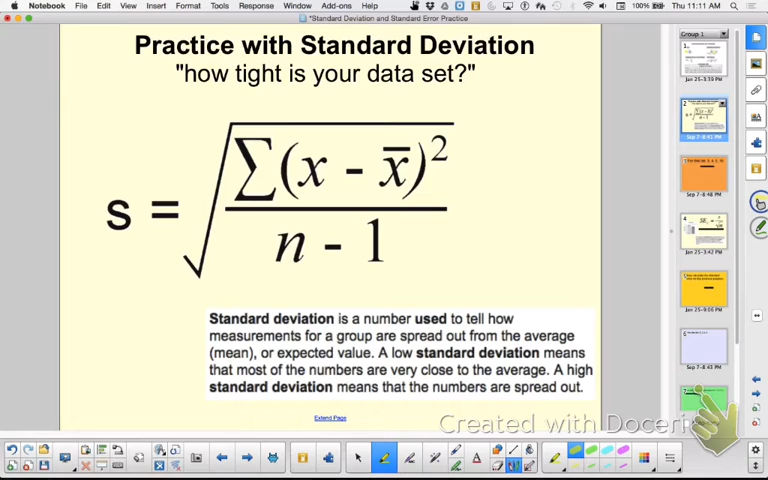 Notebook File Edit View Insert Format Tools Response Window Add-ons Help 100% Thu 11:11 AM
*Standard Deviation and Standard Error Practice
Practice with Standard Deviation
"how tight is your data set?"
s = √(∑(x - x̅)² / (n - 1))
Standard deviation is a number used to tell how
measurements for a group are spread out from the average
(mean), or expected value. A low standard deviation means
that most of the numbers are very close to the average. A high
standard deviation means that the numbers are spread out.
Extend Page
Created with Doceri
Group 1
1
2
Sep 7-8:41 PM
Sep 7-8:48 PM
4
Jan 25-3:42 PM
Jan 25-9:06 PM
6
Sep 7-8:43 PM